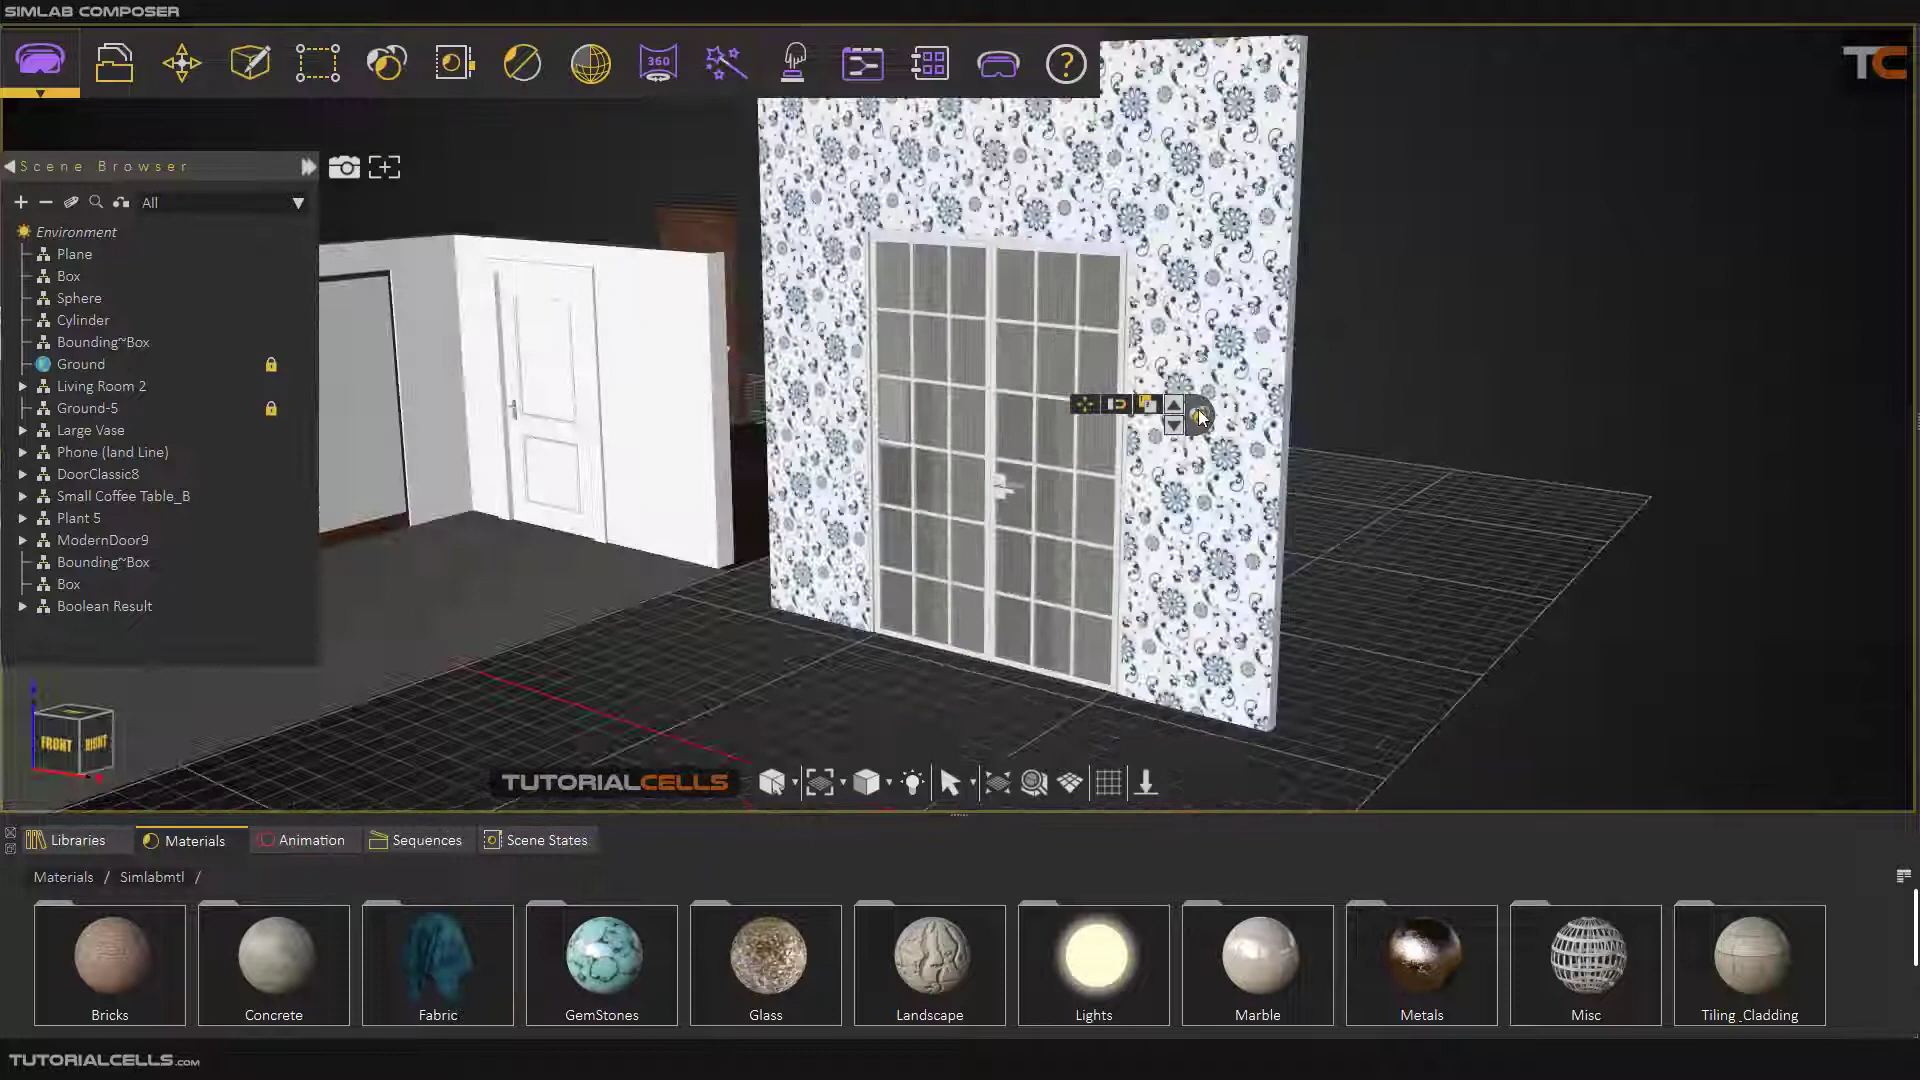 SIMLAB COMPOSER
360
TC
Scene Browser
All
Environment
Plane
Box
Sphere
Cylinder
Bounding~Box
Ground
Living Room 2
Ground-5
Large Vase
Phone (land Line)
DoorClassic8
Small Coffee Table_B
Plant 5
ModernDoor9
Bounding~Box
Box
Boolean Result
FRONT RIGHT
TUTORIALCELLS
Libraries Materials Animation Sequences Scene States
Materials / Simlabmtl /
Bricks Concrete Fabric GemStones Glass Landscape Lights Marble Metals Misc Tiling_Cladding
TUTORIALCELLS.com